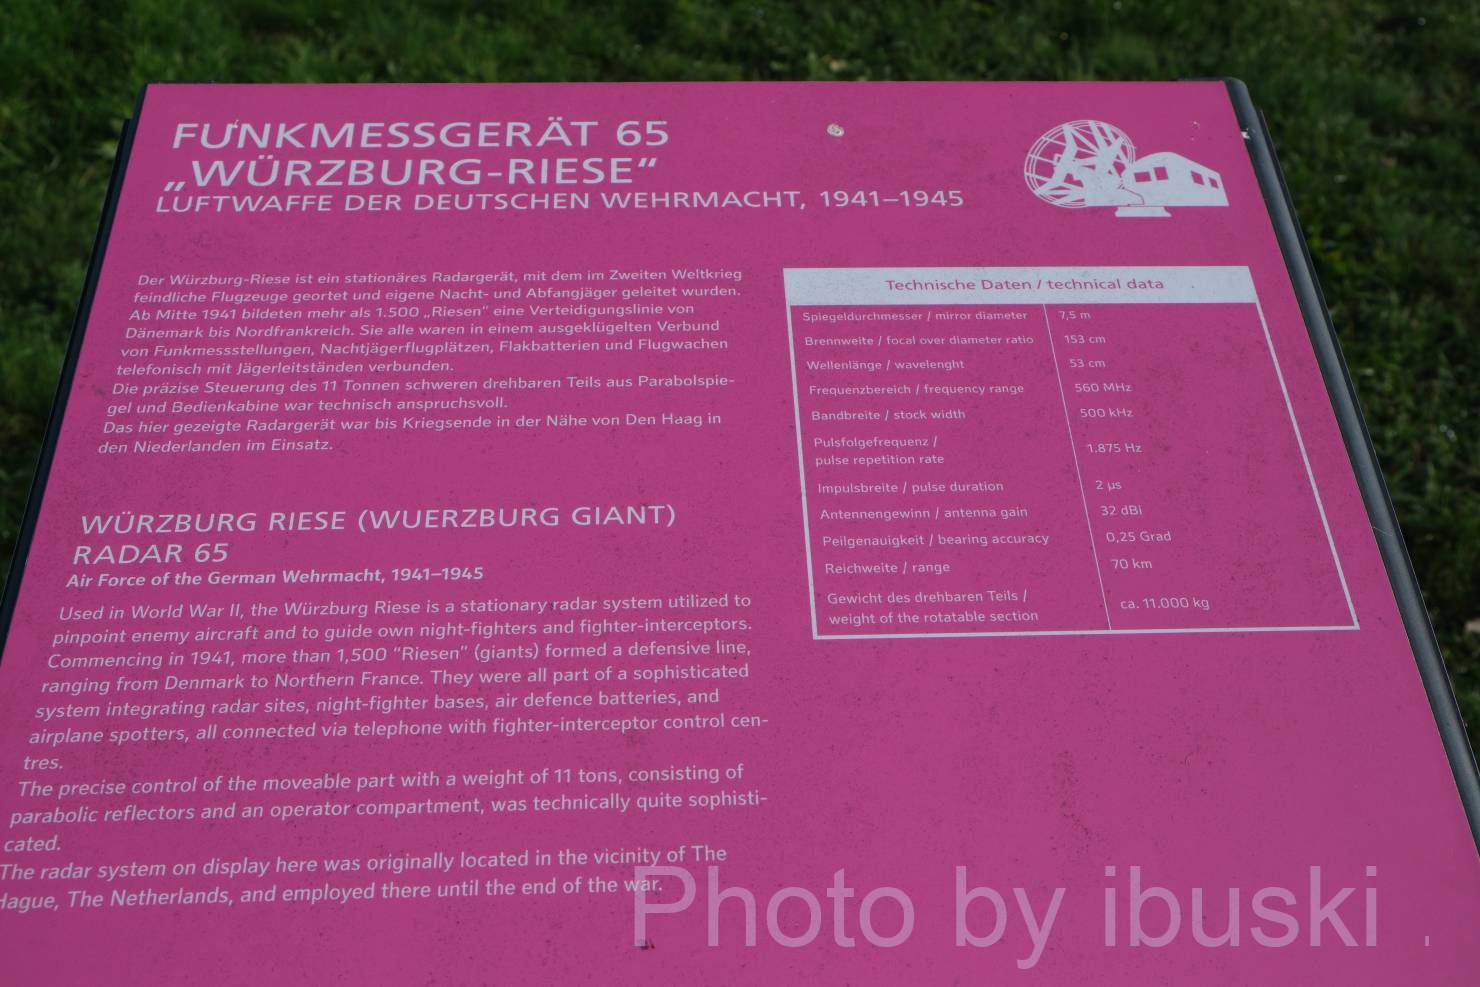 FUNKMESSGERÄT 65
„WÜRZBURG-RIESE“
LUFTWAFFE DER DEUTSCHEN WEHRMACHT, 1941–1945
Der Würzburg-Riese ist ein stationäres Radargerät, mit dem im Zweiten Weltkrieg
feindliche Flugzeuge geortet und eigene Nacht- und Abfangjäger geleitet wurden.
Ab Mitte 1941 bildeten mehr als 1.500 „Riesen“ eine Verteidigungslinie von
Dänemark bis Nordfrankreich. Sie alle waren in einem ausgeklügelten Verbund
von Funkmessstellungen, Nachtjägerflugplätzen, Flakbatterien und Flugwachen
telefonisch mit Jägerleitständen verbunden.
Die präzise Steuerung des 11 Tonnen schweren drehbaren Teils aus Parabolspie-
gel und Bedienkabine war technisch anspruchsvoll.
Das hier gezeigte Radargerät war bis Kriegsende in der Nähe von Den Haag in
den Niederlanden im Einsatz.
WÜRZBURG RIESE (WUERZBURG GIANT)
RADAR 65
Air Force of the German Wehrmacht, 1941–1945
Used in World War II, the Würzburg Riese is a stationary radar system utilized to
pinpoint enemy aircraft and to guide own night-fighters and fighter-interceptors.
Commencing in 1941, more than 1,500 “Riesen” (giants) formed a defensive line,
ranging from Denmark to Northern France. They were all part of a sophisticated
system integrating radar sites, night-fighter bases, air defence batteries, and
airplane spotters, all connected via telephone with fighter-interceptor control cen-
tres.
The precise control of the moveable part with a weight of 11 tons, consisting of
parabolic reflectors and an operator compartment, was technically quite sophisti-
cated.
The radar system on display here was originally located in the vicinity of The
Hague, The Netherlands, and employed there until the end of the war.
Technische Daten / technical data
Spiegeldurchmesser / mirror diameter 7,5 m
Brennweite / focal over diameter ratio 153 cm
Wellenlänge / wavelenght 53 cm
Frequenzbereich / frequency range 560 MHz
Bandbreite / stock width 500 kHz
Pulsfolgefrequenz /
pulse repetition rate 1.875 Hz
Impulsbreite / pulse duration 2 µs
Antennengewinn / antenna gain 32 dBi
Peilgenauigkeit / bearing accuracy 0,25 Grad
Reichweite / range 70 km
Gewicht des drehbaren Teils /
weight of the rotatable section ca. 11.000 kg
Photo by ibuski